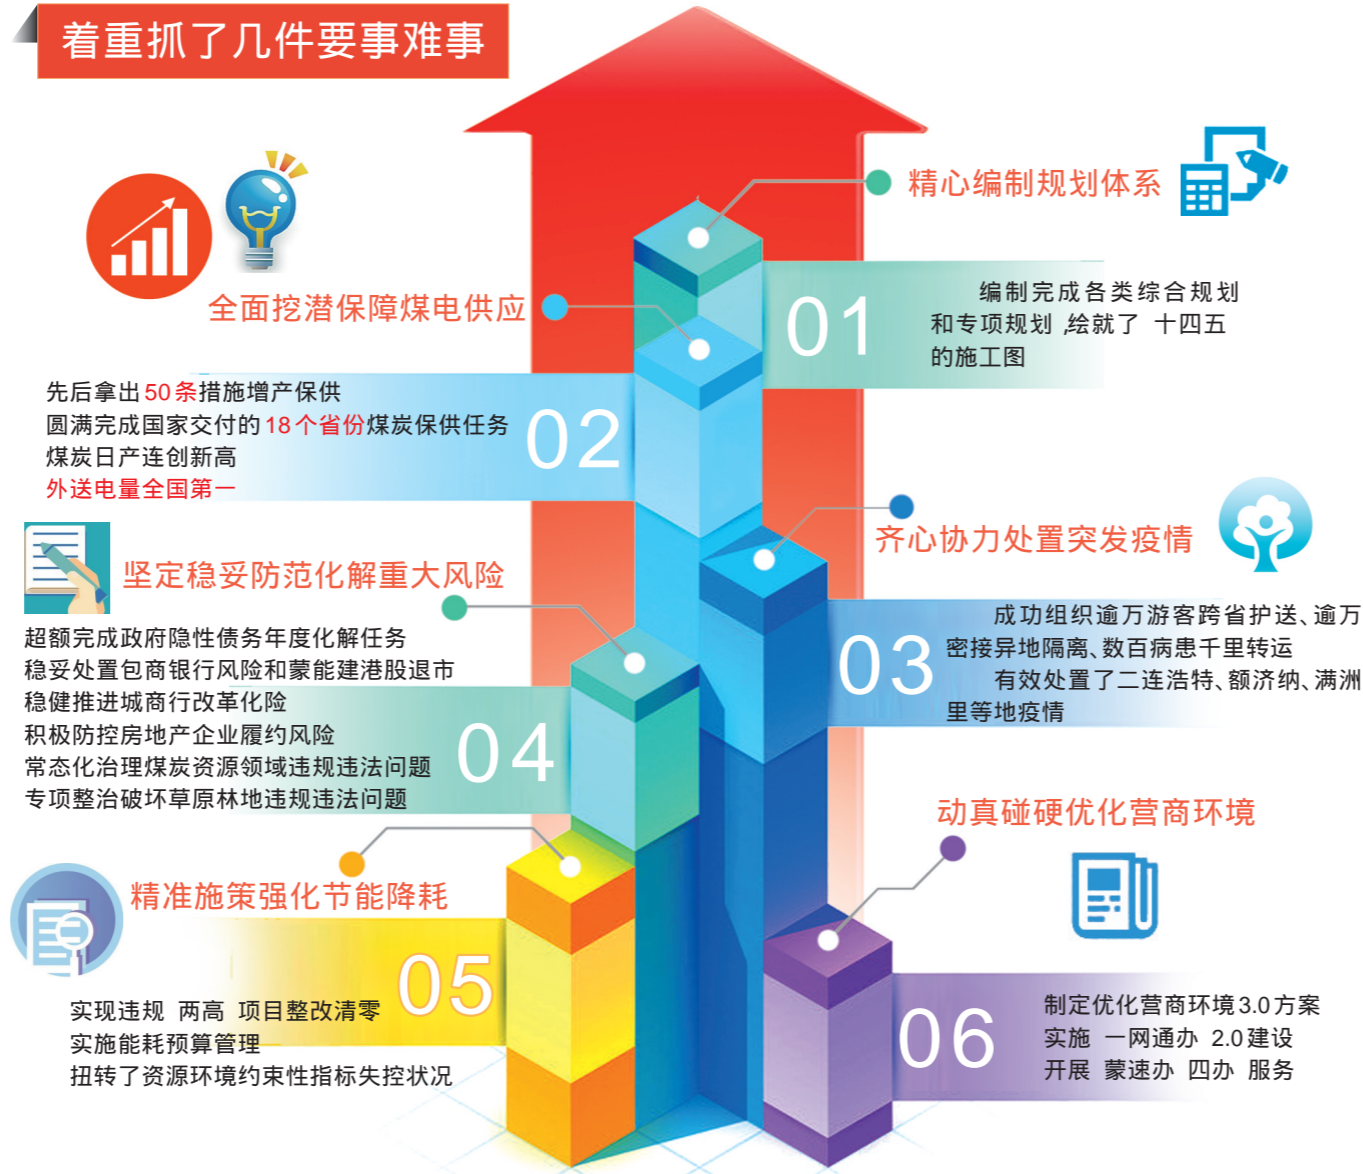 着重抓了几件要事难事
精心编制规划体系
01
编制完成各类综合规划
和专项规划,绘就了 十四五
的施工图
全面挖潜保障煤电供应
02
先后拿出50条措施增产保供
圆满完成国家交付的18个省份煤炭保供任务
煤炭日产连创新高
外送电量全国第一
齐心协力处置突发疫情
03
成功组织逾万游客跨省护送、逾万
密接异地隔离、数百病患千里转运
有效处置了二连浩特、额济纳、满洲
里等地疫情
坚定稳妥防范化解重大风险
04
超额完成政府隐性债务年度化解任务
稳妥处置包商银行风险和蒙能建港股退市
稳健推进城商行改革化险
积极防控房地产企业履约风险
常态化治理煤炭资源领域违规违法问题
专项整治破坏草原林地违规违法问题
精准施策强化节能降耗
05
实现违规 两高 项目整改清零
实施能耗预算管理
扭转了资源环境约束性指标失控状况
动真碰硬优化营商环境
06
制定优化营商环境3.0方案
实施 一网通办 2.0建设
开展 蒙速办 四办 服务